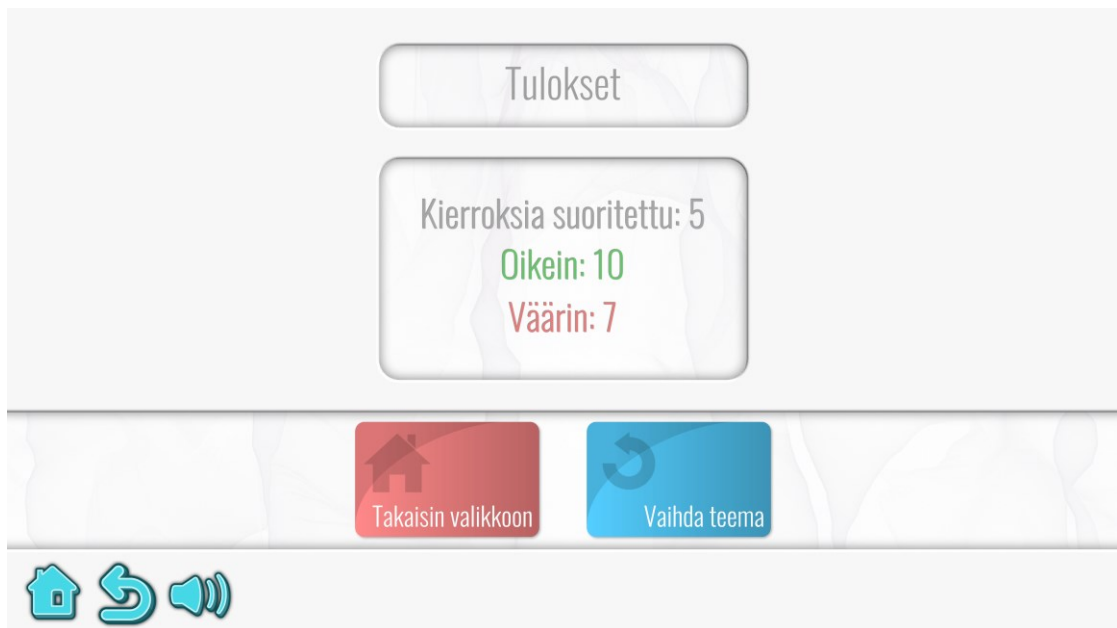 Tulokset
Kierroksia suoritettu: 5
Oikein: 10
Väärin: 7
Takaisin valikkoon
Vaihda teema